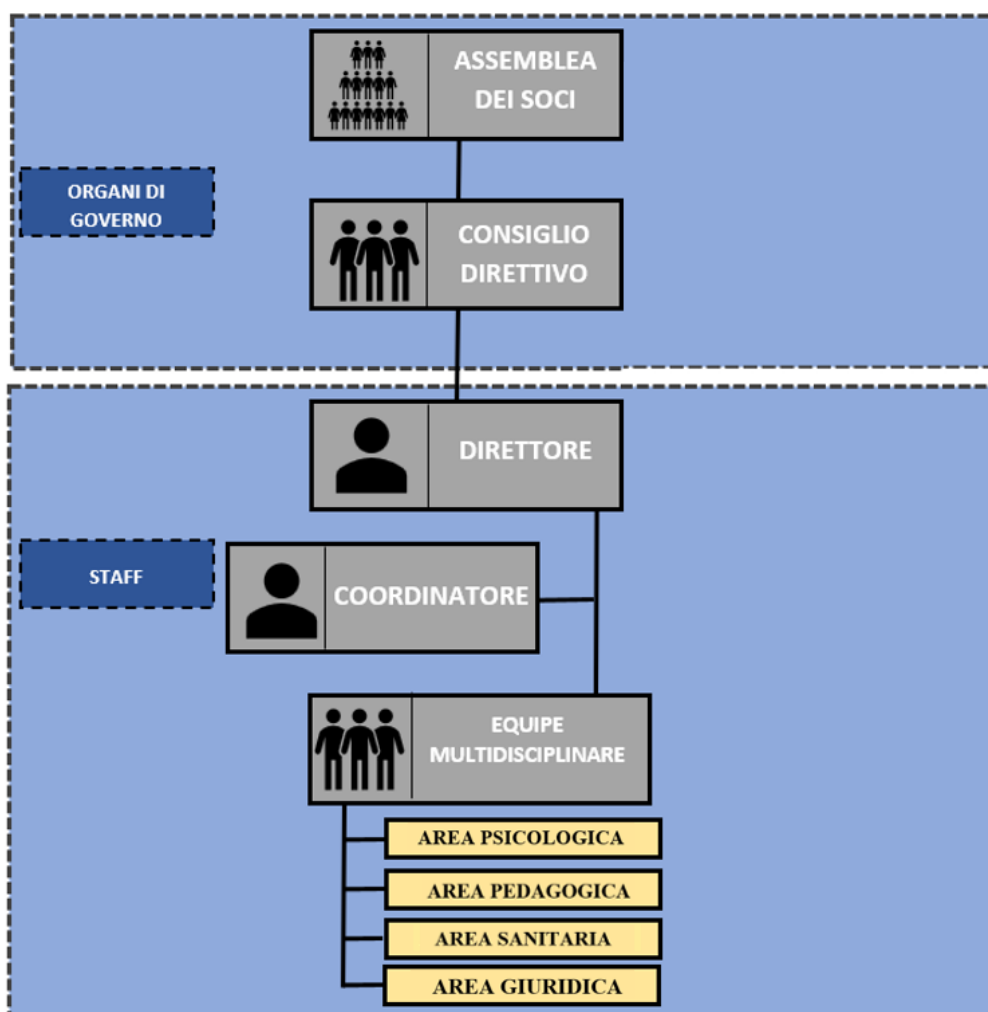 ASSEMBLEA
DEI SOCI
ORGANI DI
GOVERNO
CONSIGLIO
DIRETTIVO
DIRETTORE
STAFF
COORDINATORE
EQUIPE
MULTIDISCIPLINARE
AREA PSICOLOGICA
AREA PEDAGOGICA
AREA SANITARIA
AREA GIURIDICA